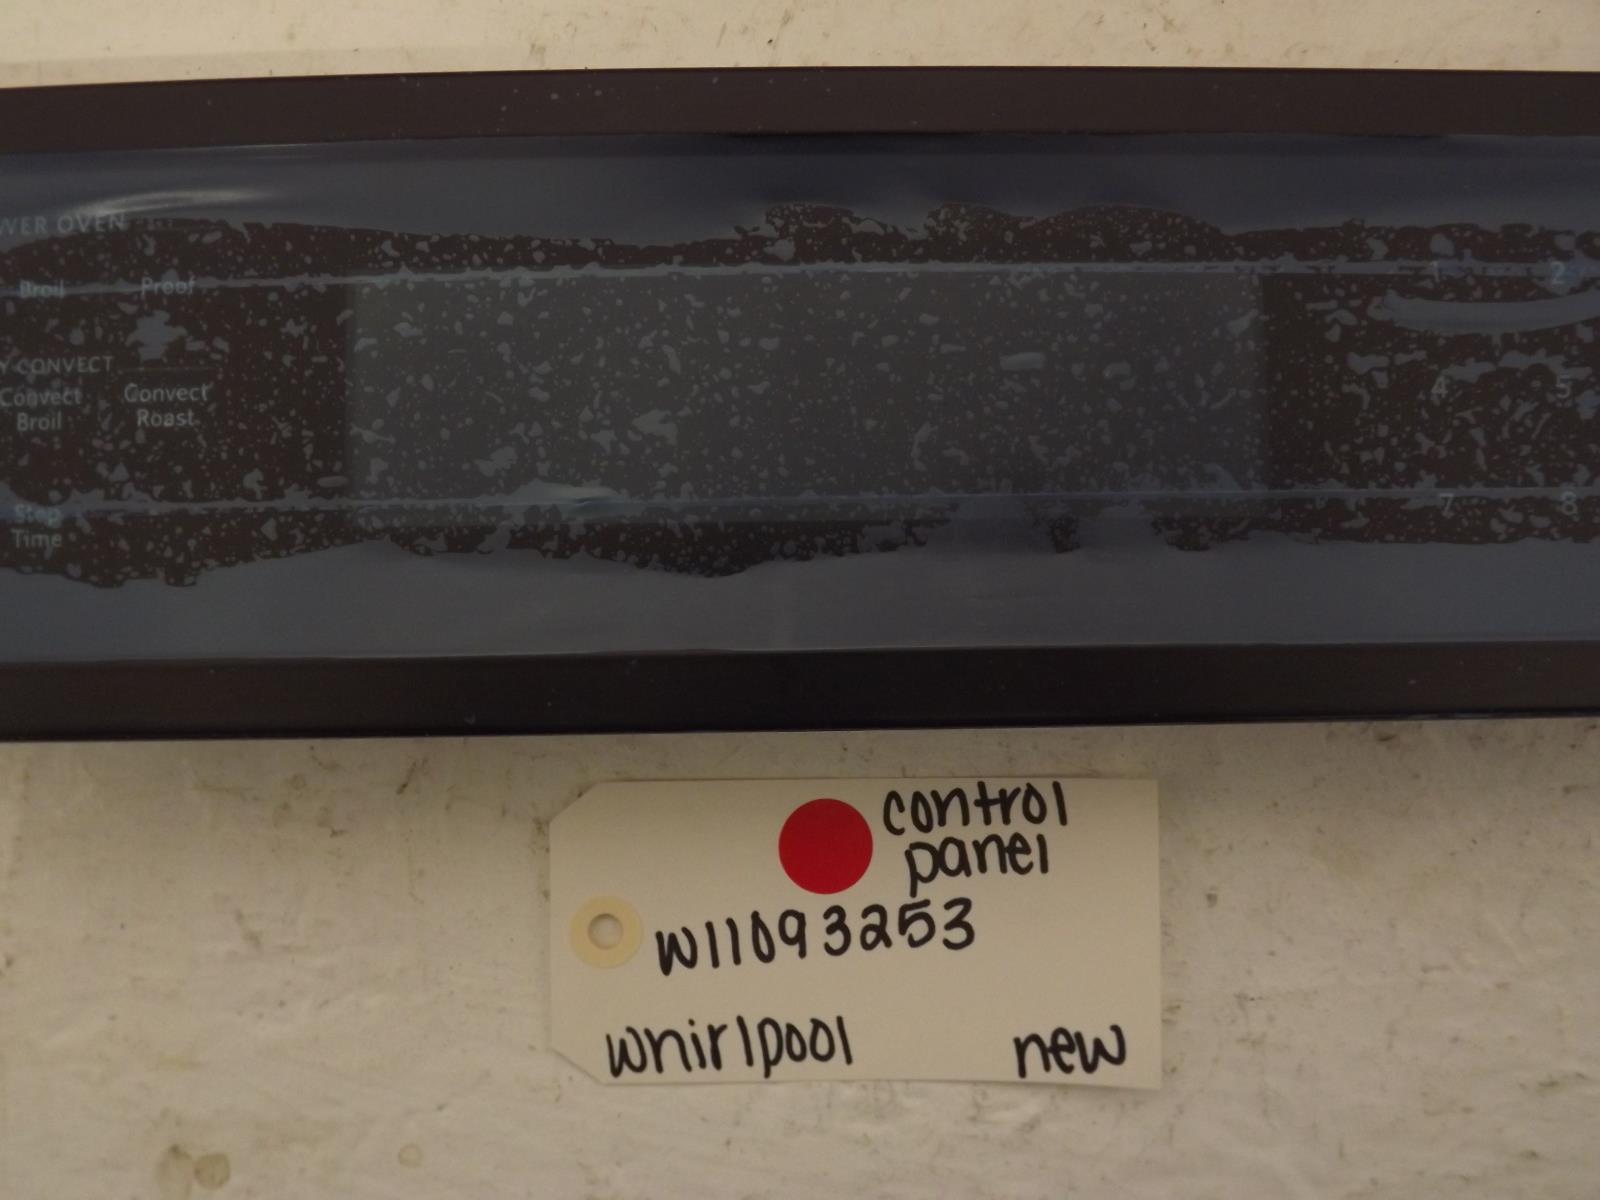 WER OVEN
Broil Proof
Y CONVECT
Convect Convect
Broil Roast
Stop
Time
1 2
4 5
7 8
control
panel
W11093253
whirlpool new